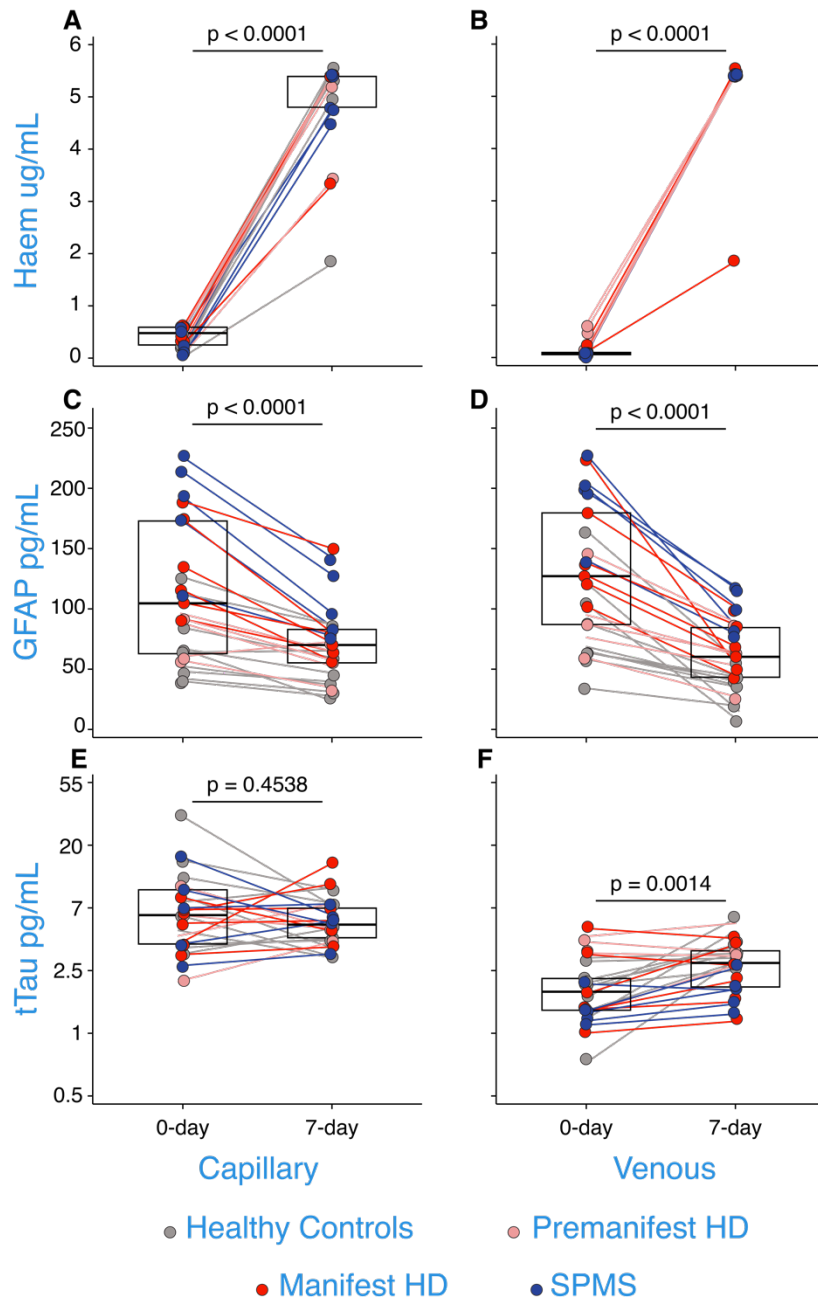 A
B
p < 0.0001
p < 0.0001
Haem ug/mL
6
5
4
3
2
1
0
C
D
p < 0.0001
p < 0.0001
GFAP pg/mL
250
200
150
100
50
0
E
F
p = 0.4538
p = 0.0014
tTau pg/mL
55
20
7
2.5
1
0.5
0-day 7-day 0-day 7-day
Capillary Venous
Healthy Controls Premanifest HD
Manifest HD SPMS